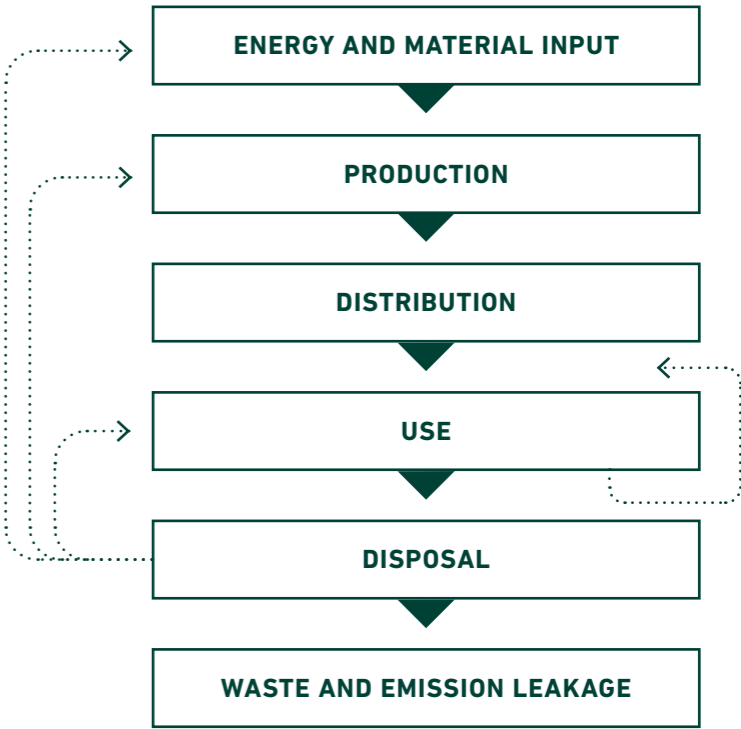 ENERGY AND MATERIAL INPUT
PRODUCTION
DISTRIBUTION
USE
DISPOSAL
WASTE AND EMISSION LEAKAGE